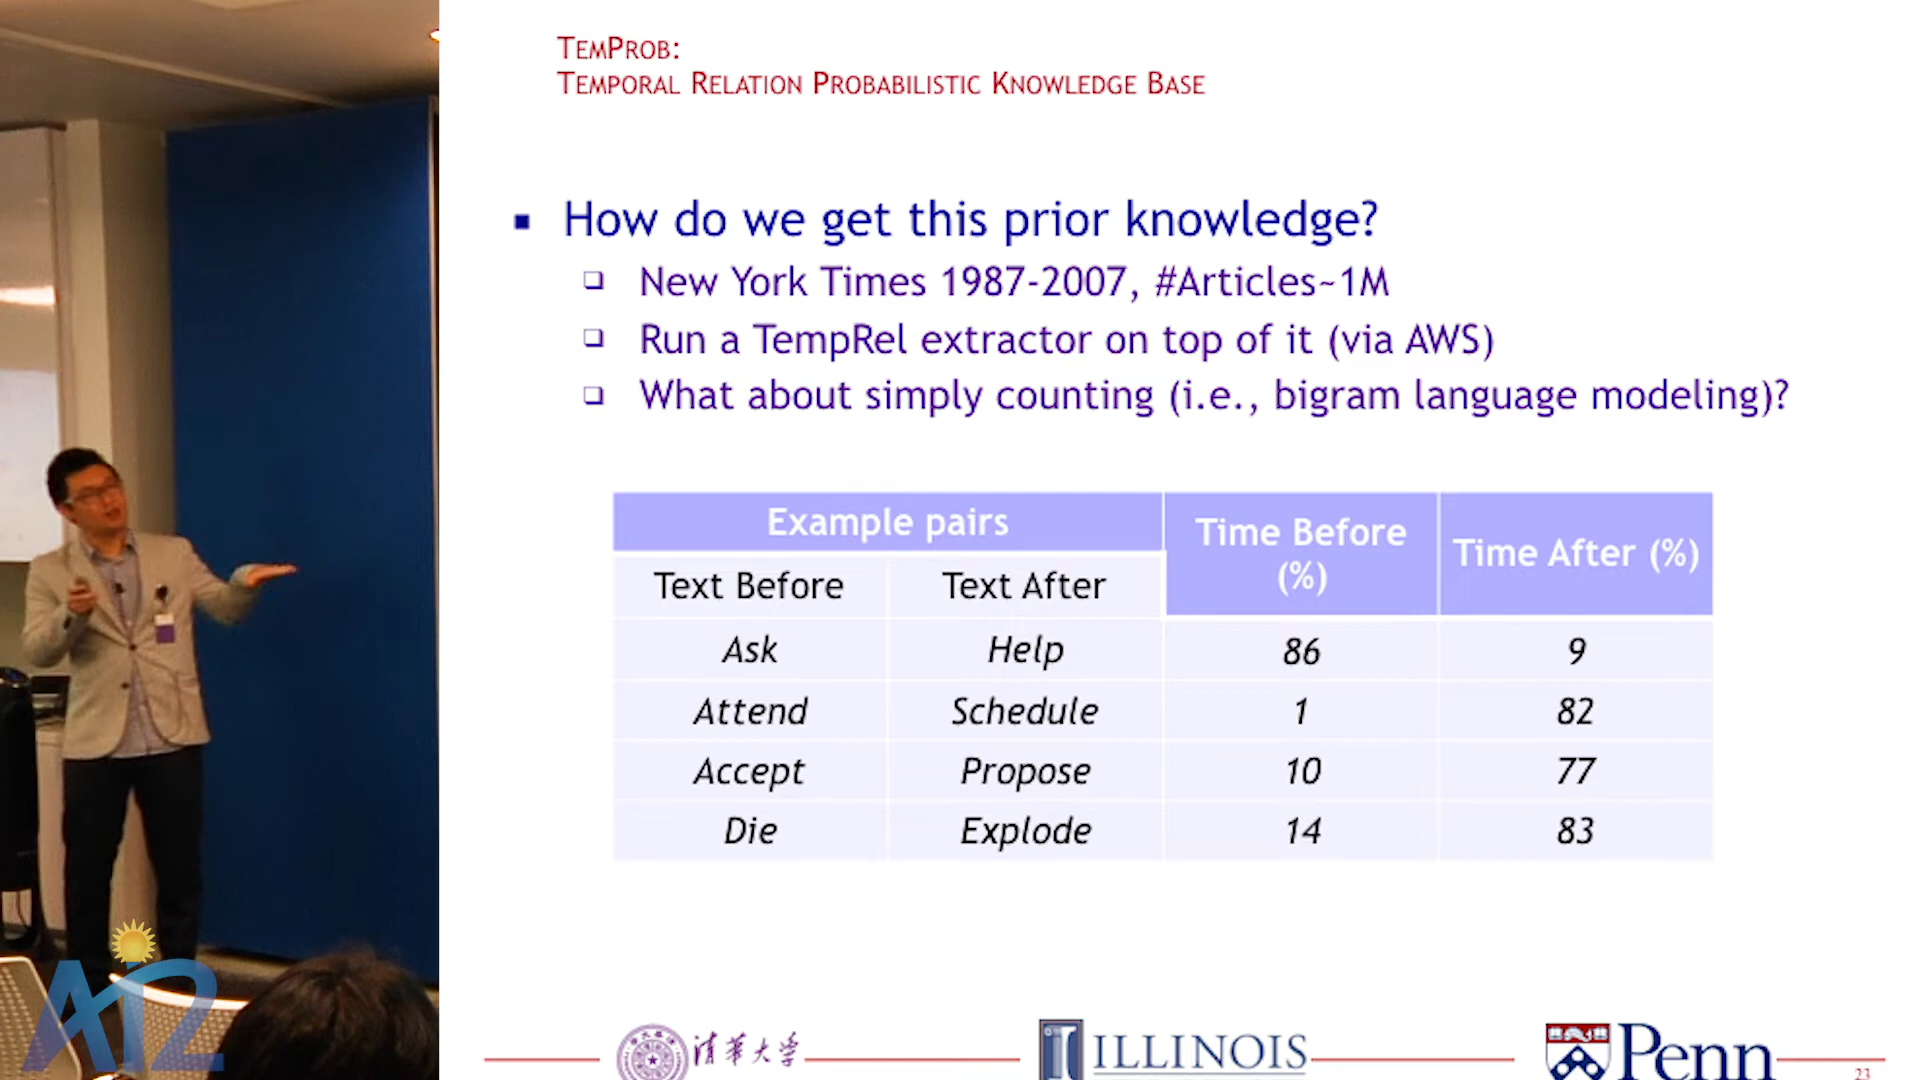 TEMPROB:
TEMPORAL RELATION PROBABILISTIC KNOWLEDGE BASE
How do we get this prior knowledge?
New York Times 1987-2007, #Articles~1M
Run a TempRel extractor on top of it (via AWS)
What about simply counting (i.e., bigram language modeling)?
Example pairs Time Before (%) Time After (%)
Text Before Text After
Ask Help 86 9
Attend Schedule 1 82
Accept Propose 10 77
Die Explode 14 83
清華大学
ILLINOIS
Penn
23
Ai2